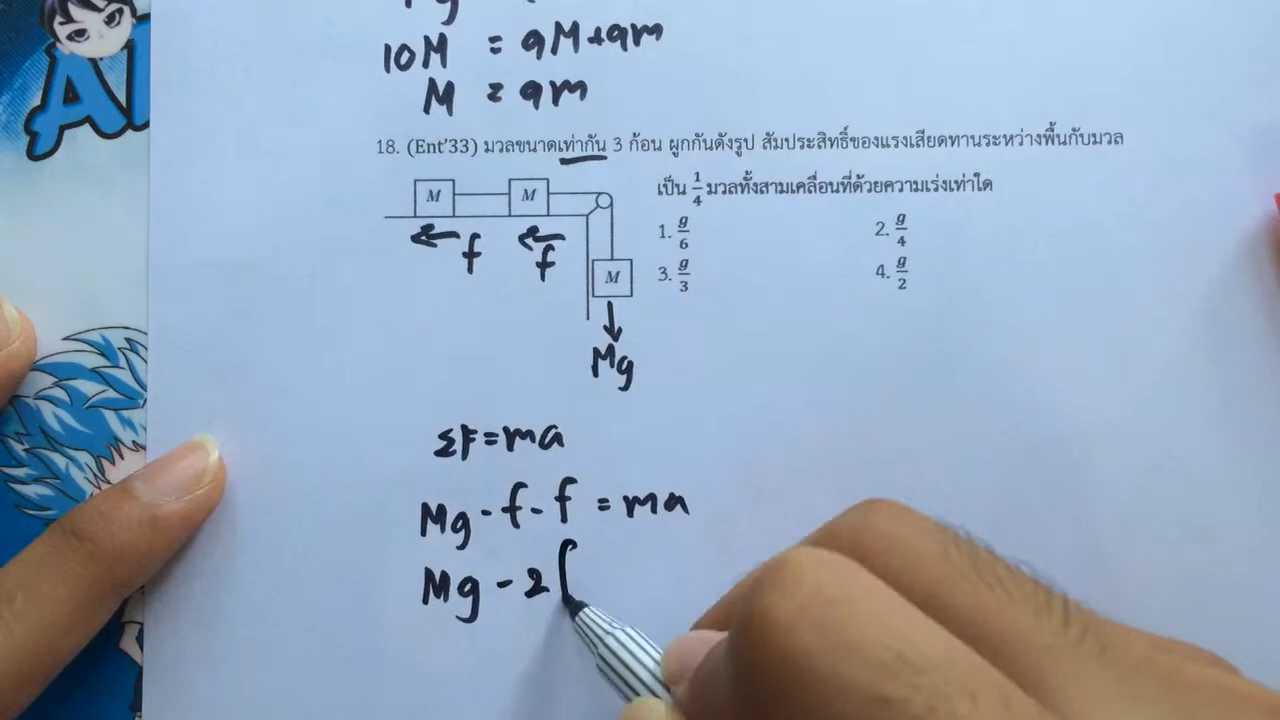 10M = 9M+9m
M = 9m
18. (Ent'33) มวลขนาดเท่ากัน 3 ก้อน ผูกกันดังรูป สัมประสิทธิ์ของแรงเสียดทานระหว่างพื้นกับมวล
เป็น 1/4 มวลทั้งสามเคลื่อนที่ด้วยความเร่งเท่าใด
M M
1. g/6 2. g/4
f f
M
3. g/3 4. g/2
Mg
ΣF=ma
Mg-f-f=ma
Mg-2